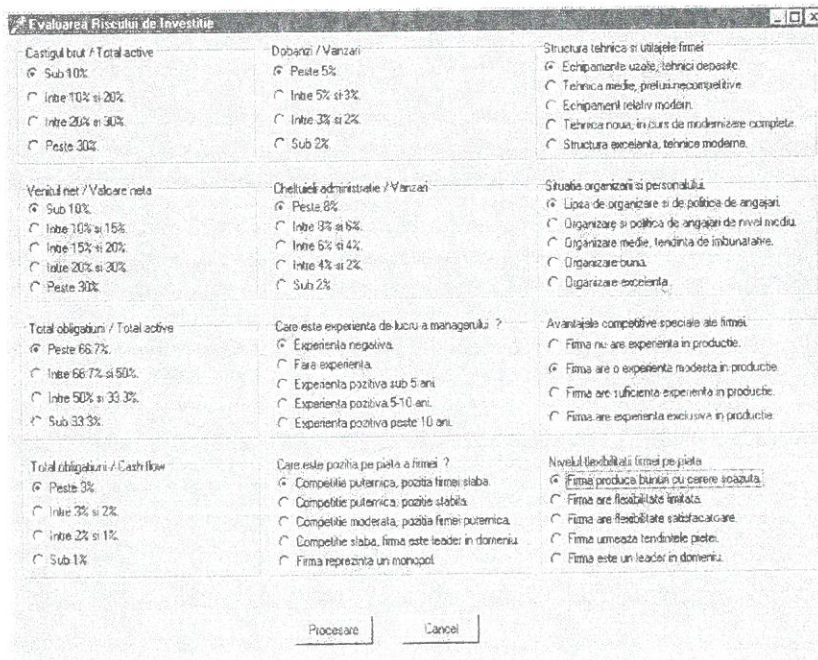 Evaluarea Riscului de Investitie
Castigul brut / Total active
Sub 10%.
Intre 10% si 20%.
Intre 20% si 30%.
Peste 30%.
Venitul net / Valoare neta
Sub 10%.
Intre 10% si 15%.
Intre 15% si 20%.
Intre 20% si 30%.
Peste 30%.
Total obligatiuni / Total active
Peste 66.7%.
Intre 66.7% si 50%.
Intre 50% si 33.3%.
Sub 33.3%.
Total obligatiuni / Cash flow
Peste 3%.
Intre 3% si 2%.
Intre 2% si 1%.
Sub 1%.
Dobanzi / Vanzari
Peste 5%.
Intre 5% si 3%.
Intre 3% si 2%.
Sub 2%.
Cheltuieli administratie / Vanzari
Peste 8%.
Intre 8% si 6%.
Intre 6% si 4%.
Intre 4% si 2%.
Sub 2%.
Care este experienta de lucru a managerului ?
Experienta negativa.
Fara experienta.
Experienta pozitiva sub 5 ani.
Experienta pozitiva 5-10 ani.
Experienta pozitiva peste 10 ani.
Care este pozitia pe piata a firmei ?
Competitie puternica, pozitia firmei slaba.
Competitie puternica, pozitie stabila.
Competitie moderata, pozitia firmei puternica.
Competitie slaba, firma este leader in domeniu.
Firma reprezinta un monopol.
Structura tehnica si utilajele firmei
Echipamente uzate, tehnici depasite.
Tehnica medie, preturi necompetitive.
Echipament relativ modern.
Tehnica noua, in curs de modernizare completa.
Structura excelenta, tehnica moderna.
Situatia organizarii si personalului.
Lipsa de organizare si de politica de angajari.
Organizare si politica de angajari de nivel mediu.
Organizare medie, tendinta de imbunatatire.
Organizare buna.
Organizare excelenta.
Avantajele competitive speciale ale firmei.
Firma nu are experienta in productie.
Firma are o experienta modesta in productie.
Firma are suficienta experienta in productie.
Firma are experienta exclusiva in productie.
Nivelul flexibilitatii firmei pe piata
Firma produce bunuri cu cerere scazuta.
Firma are flexibilitate limitata.
Firma are flexibilitate satisfacatoare.
Firma urmeaza tendintele pietei.
Firma este un leader in domeniu.
Procesare
Cancel